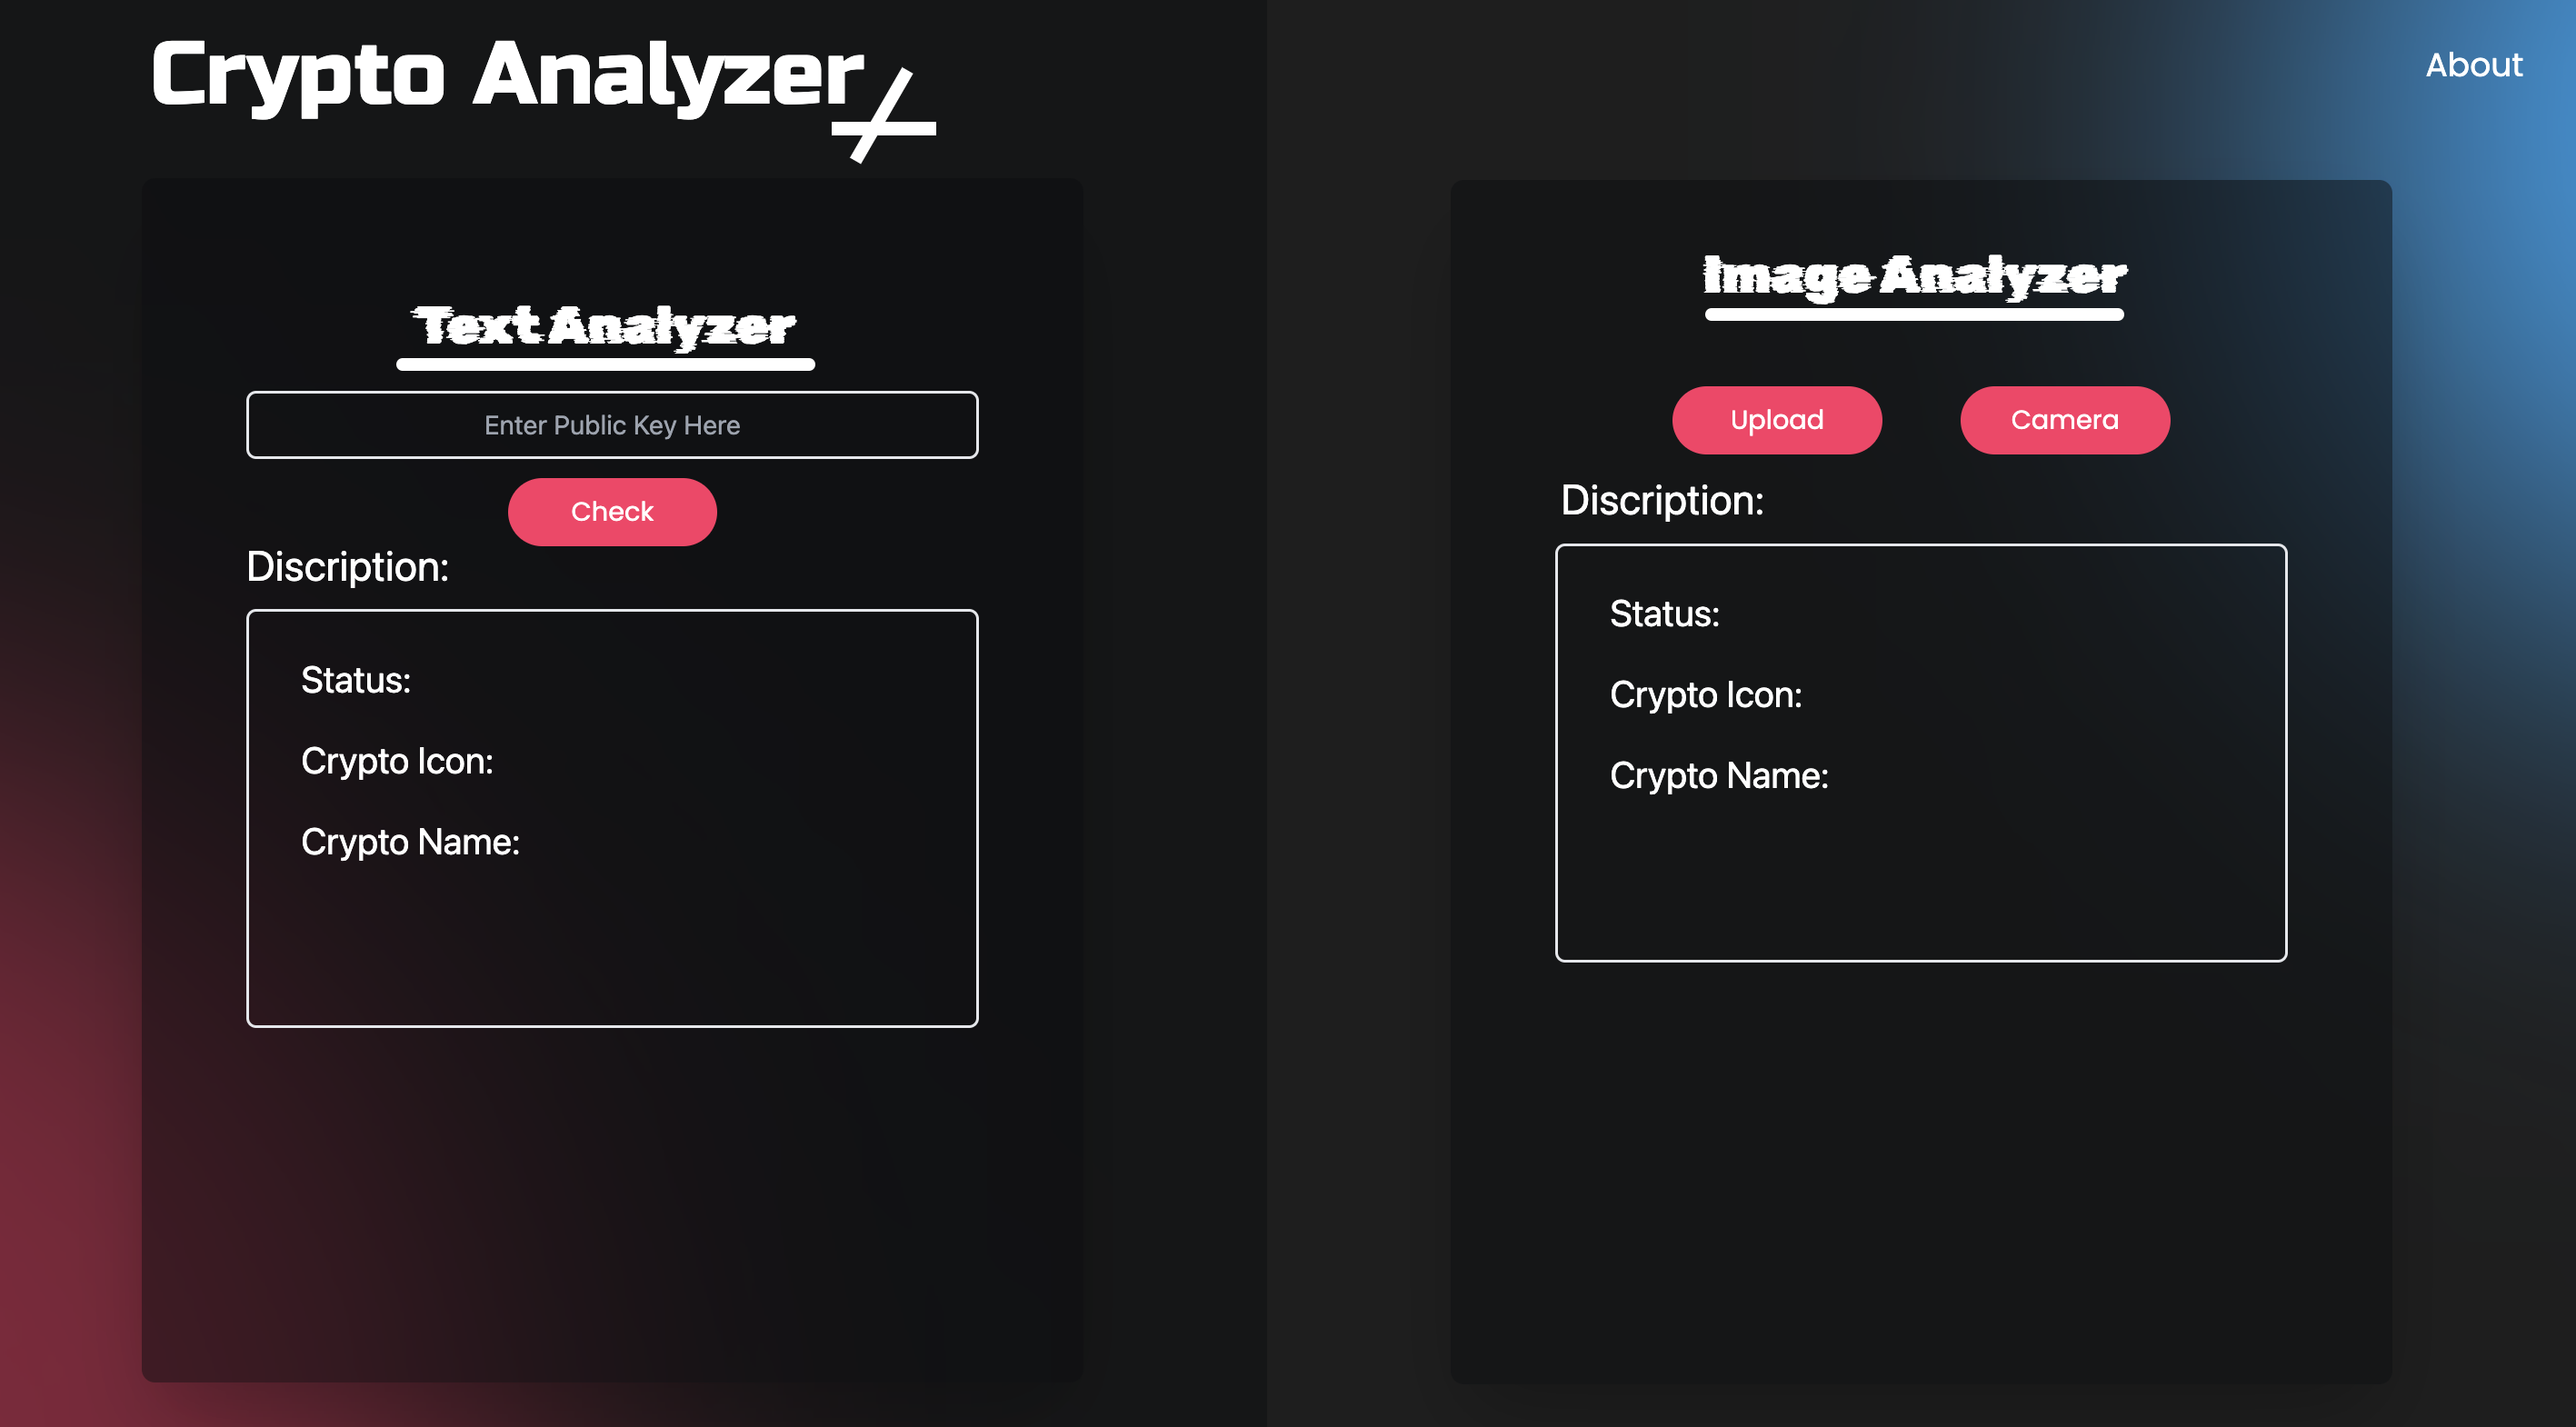 Crypto Analyzer
About
Text Analyzer
Enter Public Key Here
Check
Discription:
Status:
Crypto Icon:
Crypto Name:
Image Analyzer
Upload Camera
Discription:
Status:
Crypto Icon:
Crypto Name: